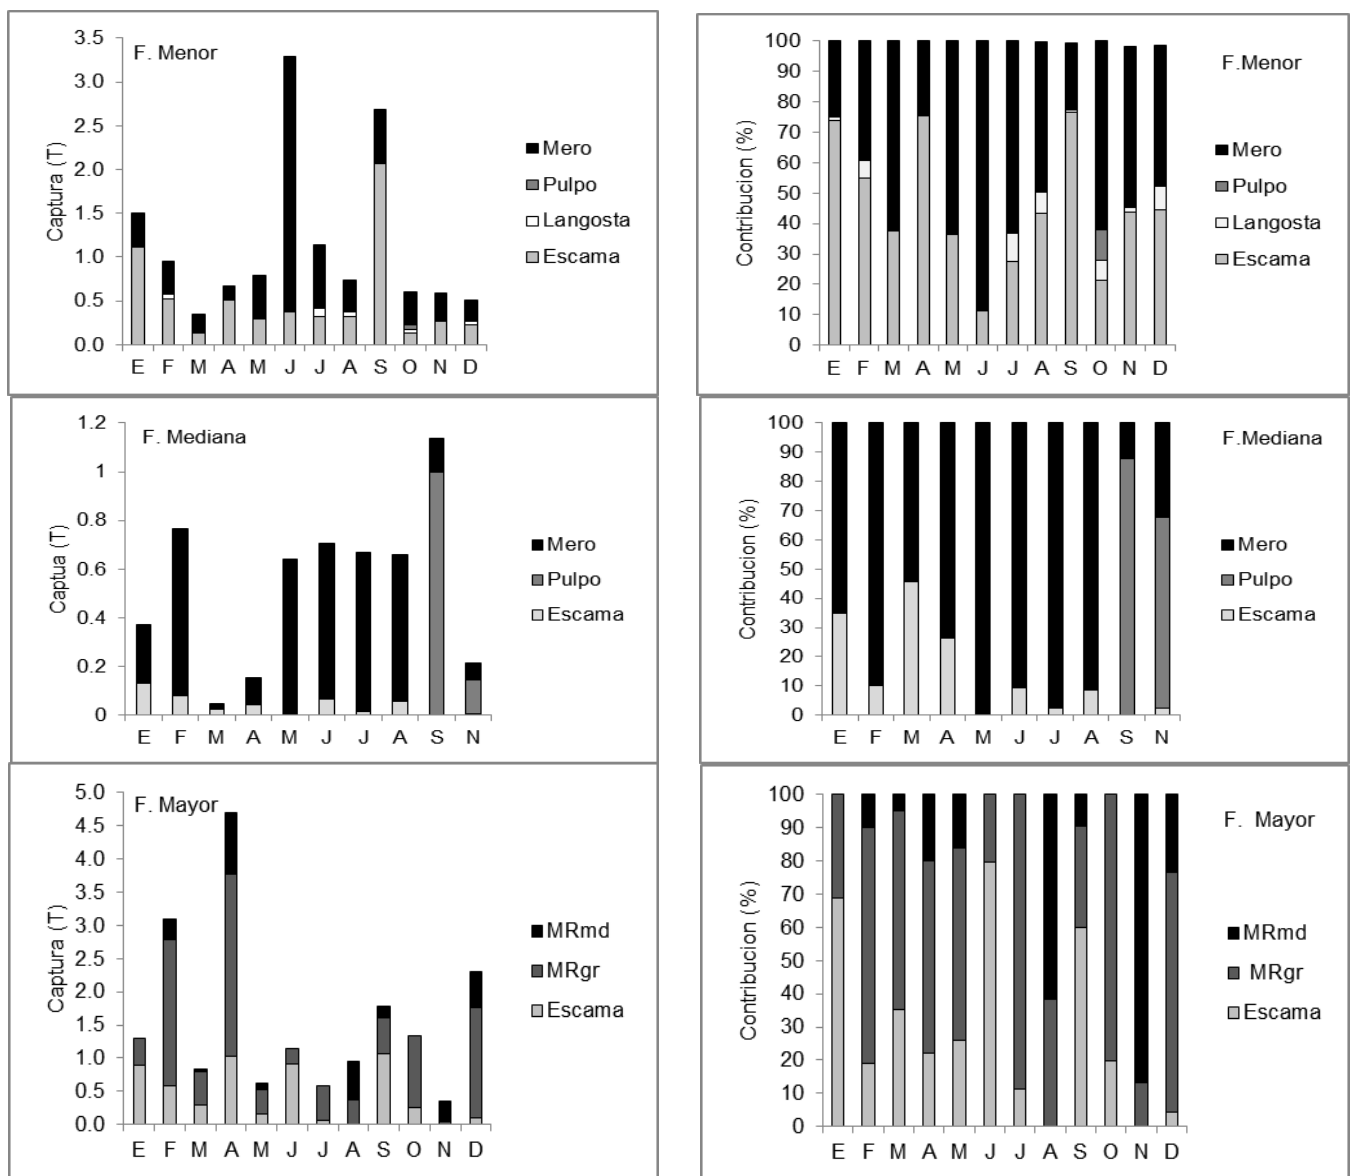 F. Menor
Captura (T)
3.5
3.0
2.5
2.0
1.5
1.0
0.5
0.0
E F M A M J J A S O N D
Mero
Pulpo
Langosta
Escama
F.Menor
Contribucion (%)
100
90
80
70
60
50
40
30
20
10
0
E F M A M J J A S O N D
Mero
Pulpo
Langosta
Escama
F. Mediana
Captua (T)
1.2
1
0.8
0.6
0.4
0.2
0
E F M A M J J A S N
Mero
Pulpo
Escama
F.Mediana
Contribucion (%)
100
90
80
70
60
50
40
30
20
10
0
E F M A M J J A S N
Mero
Pulpo
Escama
F. Mayor
Captura (T)
5.0
4.5
4.0
3.5
3.0
2.5
2.0
1.5
1.0
0.5
0.0
E F M A M J J A S O N D
MRmd
MRgr
Escama
F. Mayor
Contribucion (%)
100
90
80
70
60
50
40
30
20
10
0
E F M A M J J A S O N D
MRmd
MRgr
Escama